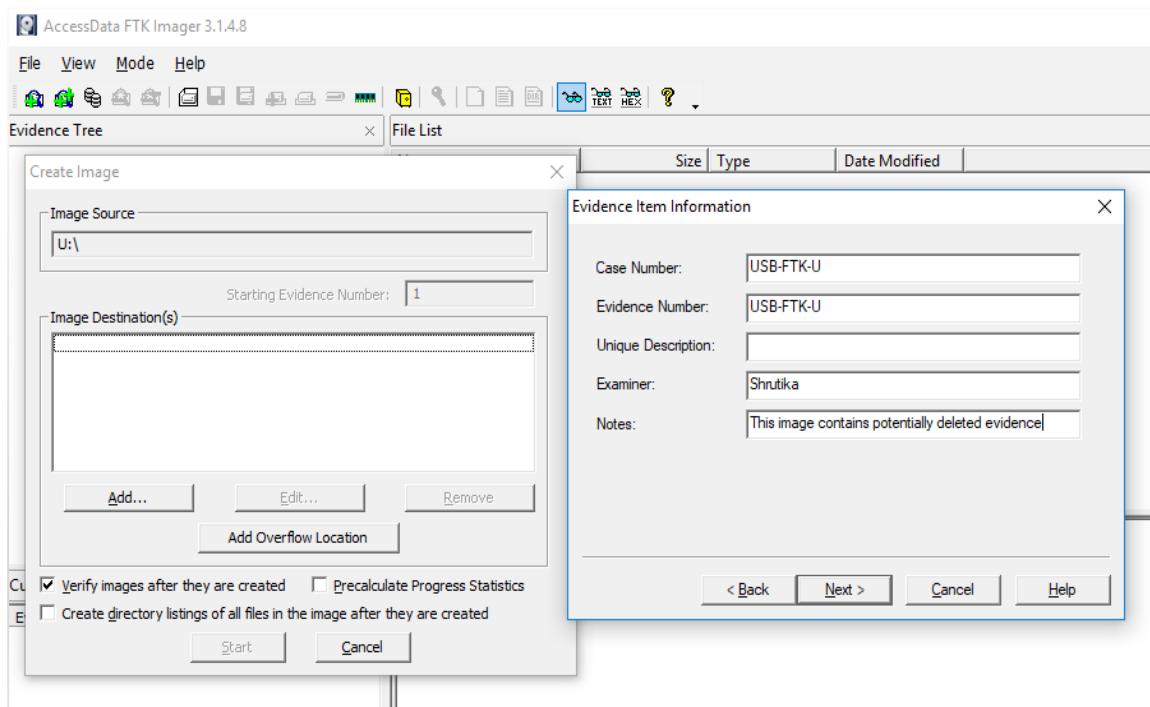 AccessData FTK Imager 3.1.4.8
File View Mode Help
TEXT HEX
Evidence Tree
File List
Size Type Date Modified
Create Image
Image Source
U:\
Starting Evidence Number: 1
Image Destination(s)
Add... Edit... Remove
Add Overflow Location
Verify images after they are created Precalculate Progress Statistics
Create directory listings of all files in the image after they are created
Start Cancel
Cu
E
Evidence Item Information
Case Number: USB-FTK-U
Evidence Number: USB-FTK-U
Unique Description:
Examiner: Shrutika
Notes: This image contains potentially deleted evidence
< Back Next > Cancel Help